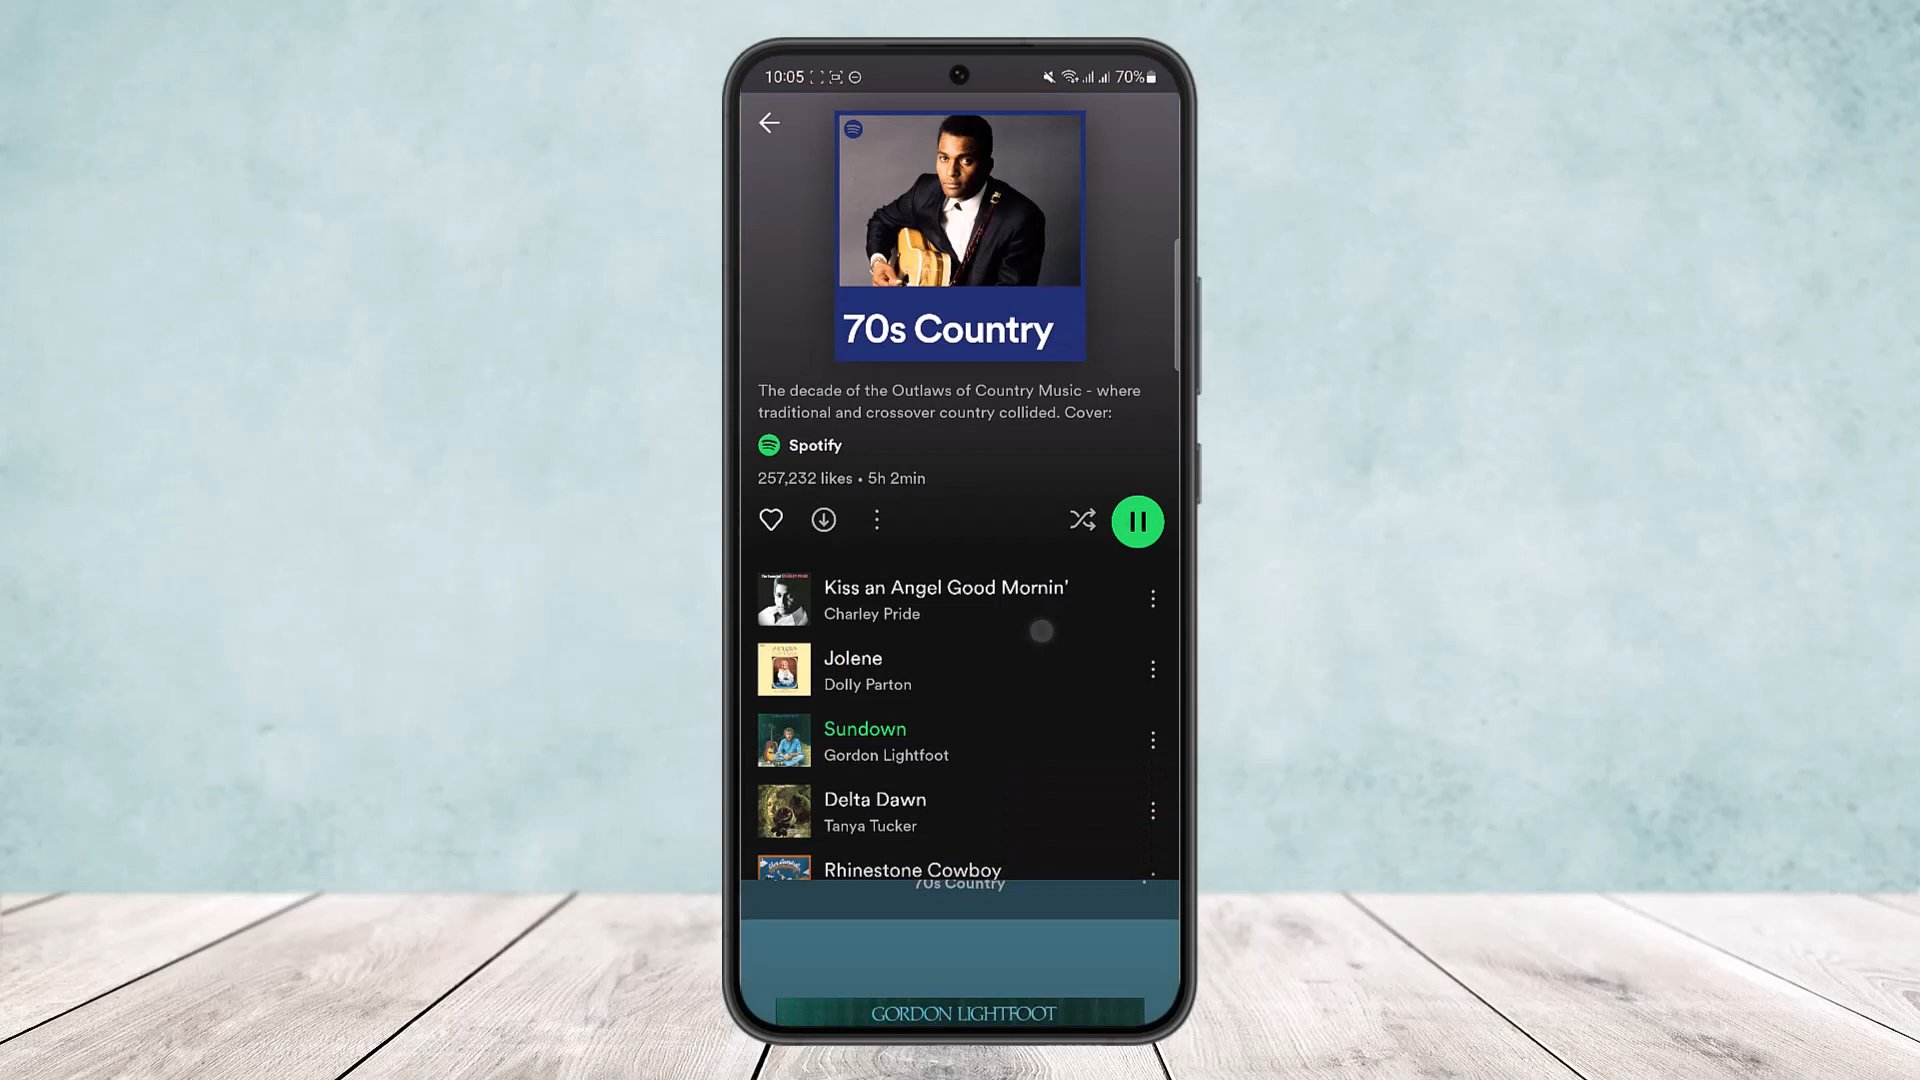 10:05
70%
70s Country
The decade of the Outlaws of Country Music - where
traditional and crossover country collided. Cover:
Spotify
257,232 likes • 5h 2min
Kiss an Angel Good Mornin'
Charley Pride
Jolene
Dolly Parton
Sundown
Gordon Lightfoot
Delta Dawn
Tanya Tucker
Rhinestone Cowboy
70s Country
GORDON LIGHTFOOT